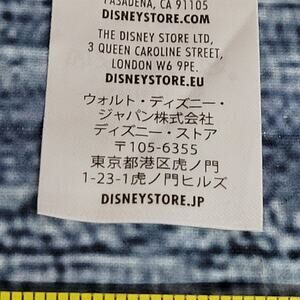 PASADENA, CA 91105
DISNEYSTORE.COM
THE DISNEY STORE LTD,
3 QUEEN CAROLINE STREET,
LONDON W6 9PE.
DISNEYSTORE.EU
ウォルト・ディズニー・
ジャパン株式会社
ディズニー・ストア
〒105-6355
東京都港区虎ノ門
1-23-1虎ノ門ヒルズ
DISNEYSTORE.JP